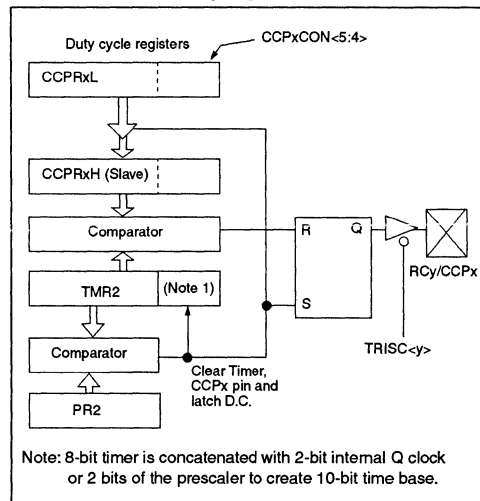 Duty cycle registers
CCPxCON<5:4>
CCPRxL
CCPRxH (Slave)
Comparator
R
Q
RCy/CCPx
TMR2
(Note 1)
S
TRISC<y>
Comparator
Clear Timer,
CCPx pin and
latch D.C.
PR2
Note: 8-bit timer is concatenated with 2-bit internal Q clock
or 2 bits of the prescaler to create 10-bit time base.